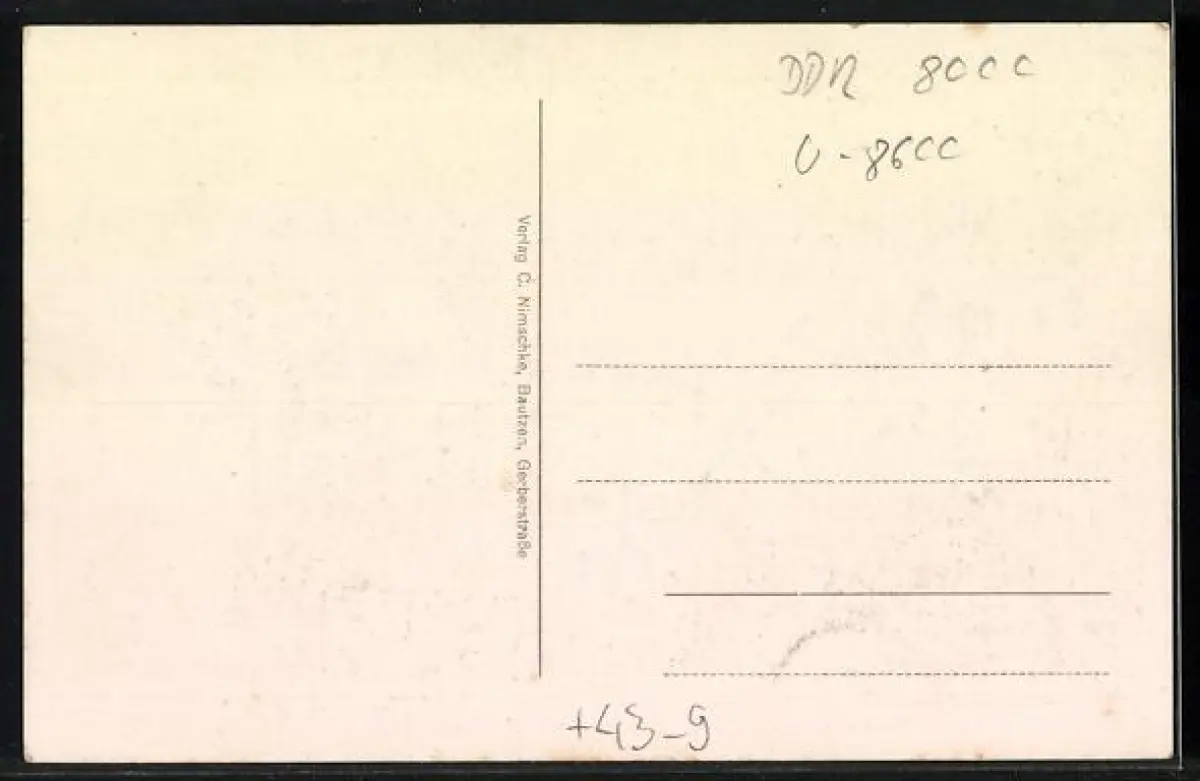 DDR 8000
U-8600
Verlag C. Nimschke, Bautzen, Gerberstraße
+43-9